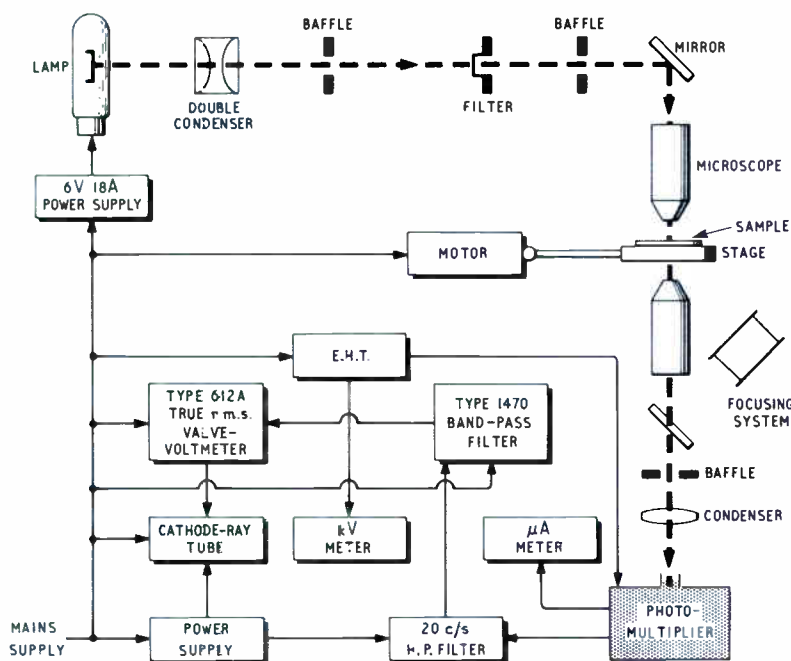 BAFFLE
BAFFLE
MIRROR
LAMP
DOUBLE
CONDENSER
FILTER
MICROSCOPE
6V 18A
POWER SUPPLY
SAMPLE
MOTOR
STAGE
E.H.T.
TYPE 612A
TRUE r.m.s.
VALVE-
VOLTMETER
TYPE 1470
BAND-PASS
FILTER
FOCUSING
SYSTEM
BAFFLE
CATHODE-RAY
TUBE
kV
METER
µA
METER
CONDENSER
MAINS
SUPPLY
POWER
SUPPLY
20 c/s
H.P. FILTER
PHOTO-
MULTIPLIER